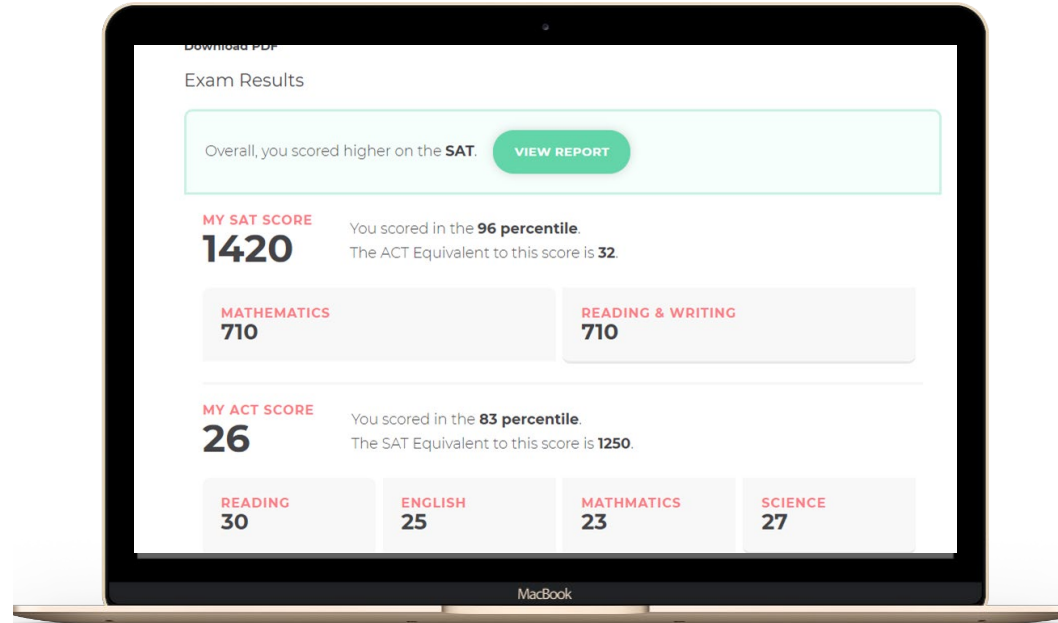 Download PDF
Exam Results
Overall, you scored higher on the SAT. VIEW REPORT
MY SAT SCORE
1420
You scored in the 96 percentile.
The ACT Equivalent to this score is 32.
MATHEMATICS
710
READING & WRITING
710
MY ACT SCORE
26
You scored in the 83 percentile.
The SAT Equivalent to this score is 1250.
READING
30
ENGLISH
25
MATHMATICS
23
SCIENCE
27
MacBook